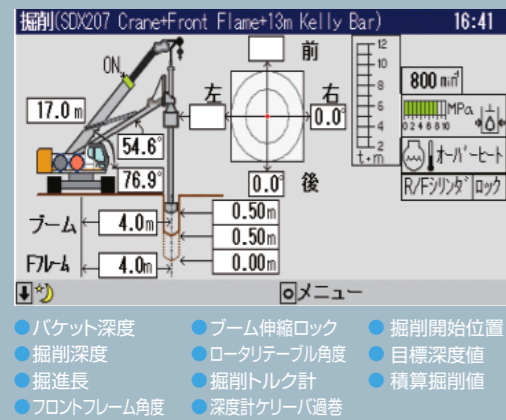 掘削(SDX207 Crane+Front Flame+13m Kelly Bar) 16:41
ON
前
左
右
後
17.0m
54.6°
76.9°
0.0°
0.0°
12
10
8
6
4
2
t・m
800min⁻¹
MPa
0 2 4 6 8 10
オーバーヒート
R/Fシリンダ ロック
ブーム 4.0m
Fフレーム 4.0m
0.50m
0.50m
0.00m
メニュー
●バケット深度 ●ブーム伸縮ロック ●掘削開始位置
●掘削深度 ●ロータリテーブル角度 ●目標深度値
●掘進長 ●掘削トルク計 ●積算掘削値
●フロントフレーム角度 ●深度計ケリーバ過巻